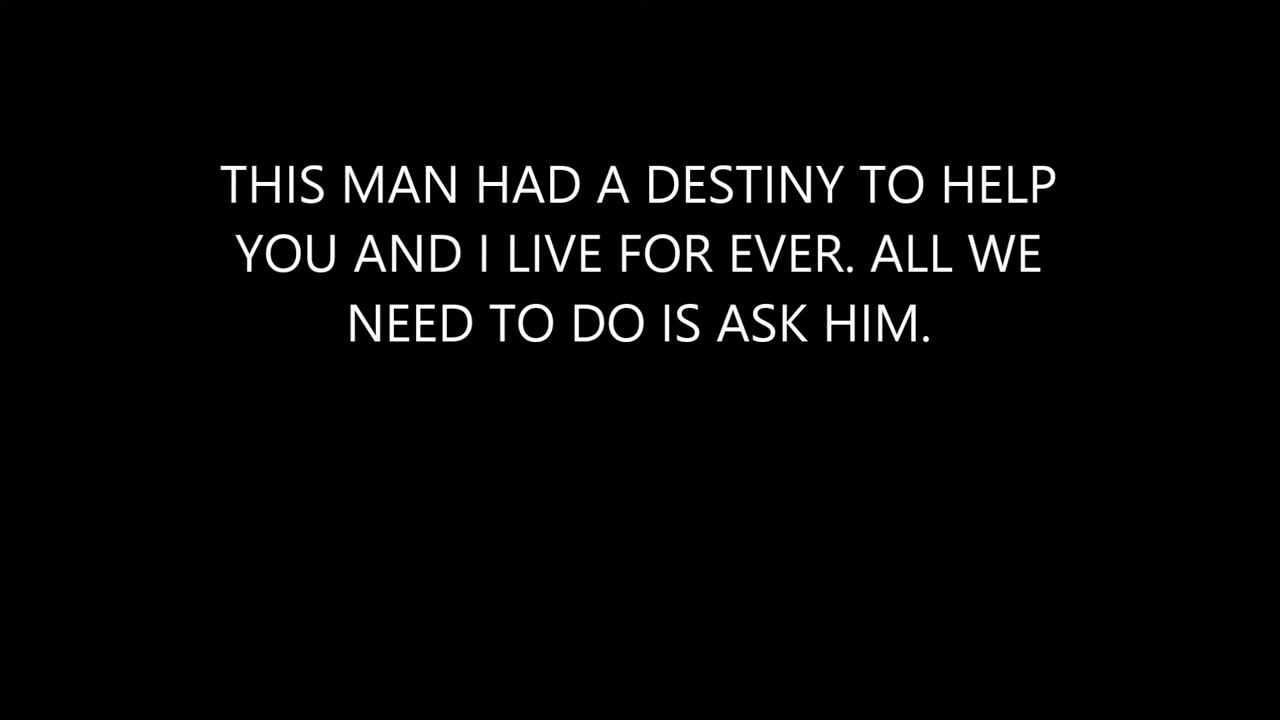 THIS MAN HAD A DESTINY TO HELP
YOU AND I LIVE FOR EVER. ALL WE
NEED TO DO IS ASK HIM.